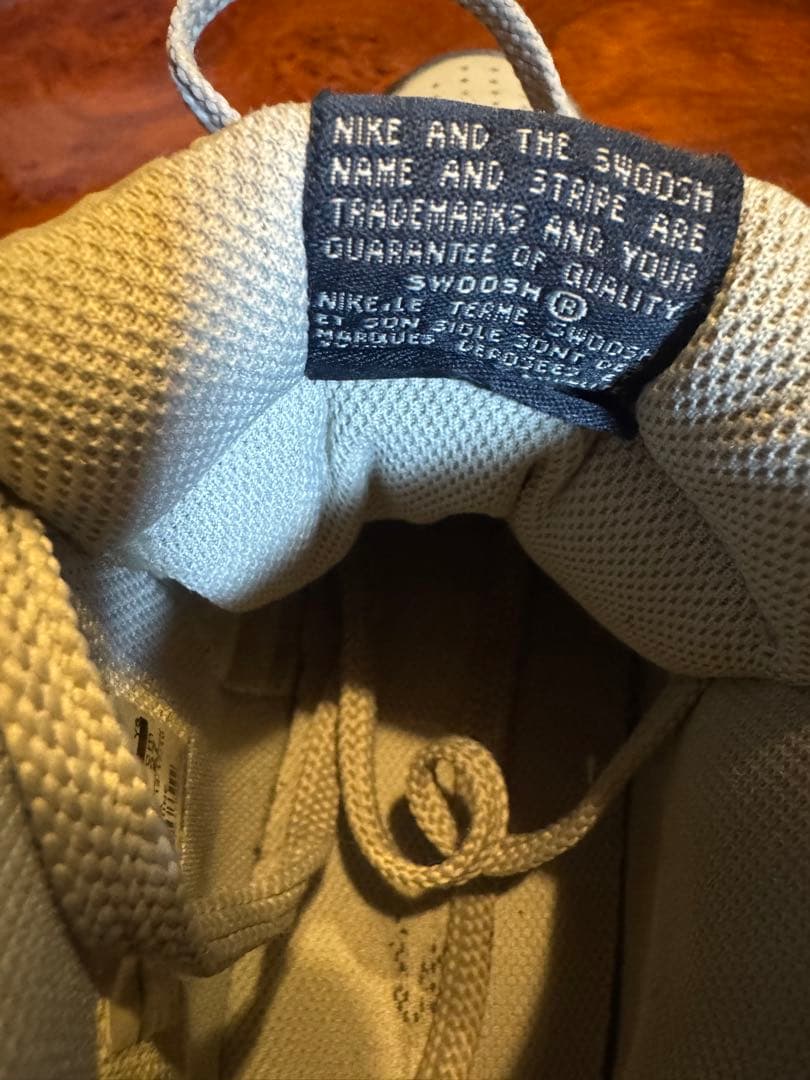 NIKE AND THE SWOOSH
NAME AND STRIPE ARE
TRADEMARKS AND YOUR
GUARANTEE OF QUALITY
SWOOSH ®
NIKE.LE TERME SWOOSH
ET SON SIGLE SONT
MARQUES DEPOSEES